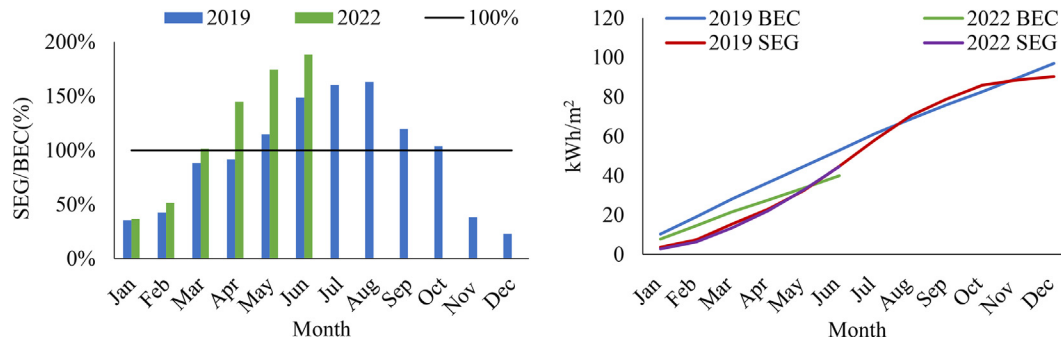 2019 2022 100%
SEG/BEC(%)
200%
150%
100%
50%
0%
Jan Feb Mar Apr May Jun Jul Aug Sep Oct Nov Dec
Month
2019 BEC 2022 BEC
2019 SEG 2022 SEG
kWh/m²
120
100
80
60
40
20
0
Jan Feb Mar Apr May Jun Jul Aug Sep Oct Nov Dec
Month